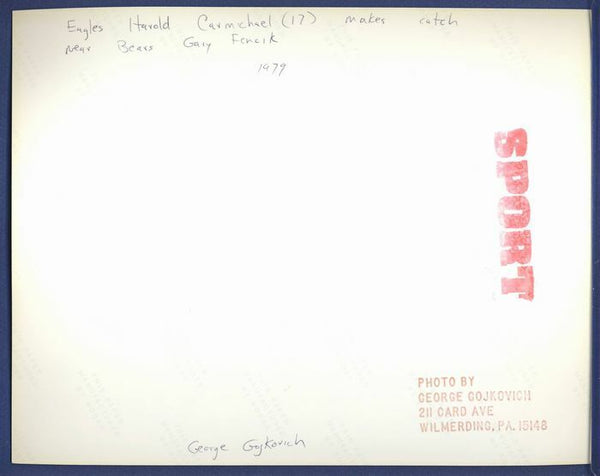 Eagles Harold Carmichael (17) makes catch
near Bears Gary Fencik
1979
SPORT
PHOTO BY
GEORGE GOJKOVICH
211 CARD AVE
WILMERDING, PA. 15148
George Gojkovich